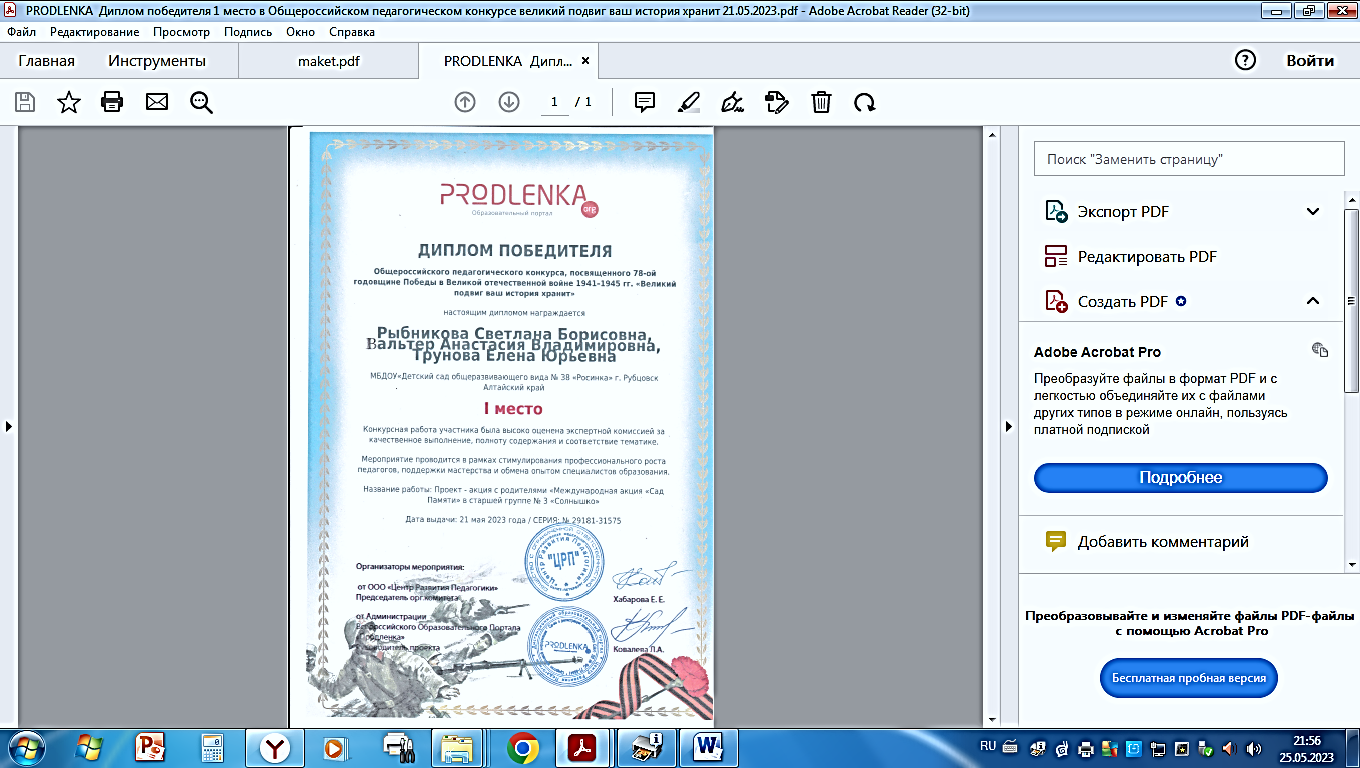 PRODLENKA Диплом победителя 1 место в Общероссийском педагогическом конкурсе великий подвиг ваш история хранит 21.05.2023.pdf - Adobe Acrobat Reader (32-bit)
Файл Редактирование Просмотр Подпись Окно Справка
Главная Инструменты maket.pdf PRODLENKA Дипл... × Войти
1 / 1
PRODLENKA
.org
Образовательный портал
ДИПЛОМ ПОБЕДИТЕЛЯ
Общероссийского педагогического конкурса, посвященного 78-ой
годовщине Победы в Великой отечественной войне 1941-1945 гг. «Великий
подвиг ваш история хранит»
настоящим дипломом награждается
Рыбникова Светлана Борисовна,
Вальтер Анастасия Владимировна,
Трунова Елена Юрьевна
МБДОУ«Детский сад общеразвивающего вида № 38 «Росинка» г. Рубцовск
Алтайский край
I место
Конкурсная работа участника была высоко оценена экспертной комиссией за
качественное выполнение, полноту содержания и соответствие тематике.
Мероприятие проводится в рамках стимулирования профессионального роста
педагогов, поддержки мастерства и обмена опытом специалистов образования.
Название работы: Проект - акция с родителями «Международная акция «Сад
Памяти» в старшей группе № 3 «Солнышко»
Дата выдачи: 21 мая 2023 года / СЕРИЯ: № 29181-31575
Организаторы мероприятия:
от ООО «Центр Развития Педагогики»
Председатель орг.комитета
Хабарова Е. Е.
от Администрации
Всероссийского Образовательного Портала
«Продленка»
Руководитель проекта
Ковалева Л.А.
"ЦРП"
PRODLENKA
Поиск "Заменить страницу"
Экспорт PDF
Редактировать PDF
Создать PDF
Adobe Acrobat Pro
Преобразуйте файлы в формат PDF и с
легкостью объединяйте их с файлами
других типов в режиме онлайн, пользуясь
платной подпиской
Подробнее
Добавить комментарий
Преобразовывайте и изменяйте файлы PDF-файлы
с помощью Acrobat Pro
Бесплатная пробная версия
RU
21:56
25.05.2023